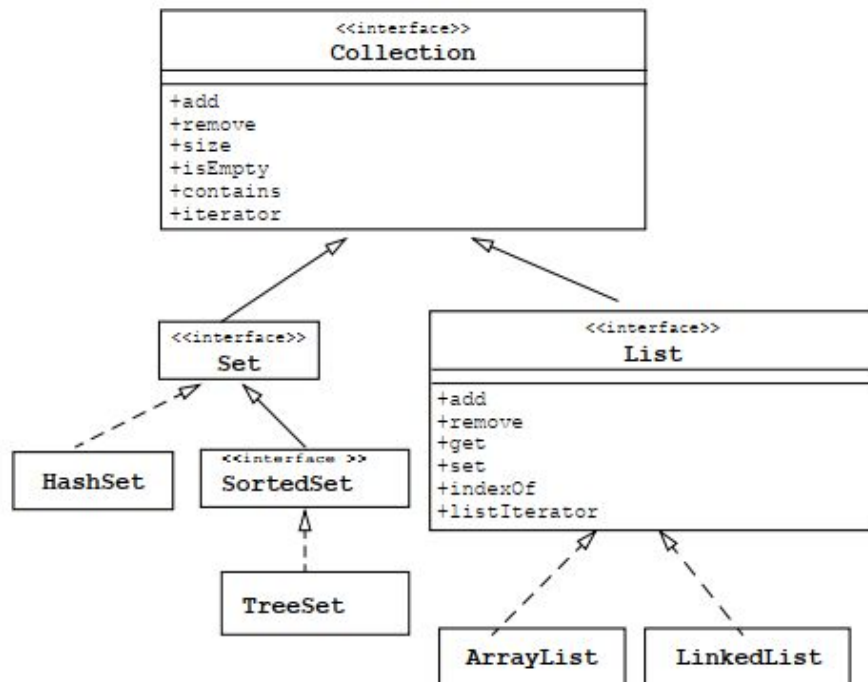 <<interface>>
Collection
+add
+remove
+size
+isEmpty
+contains
+iterator
<<interface>>
Set
<<interface>>
List
+add
+remove
+get
+set
+indexOf
+listIterator
HashSet
<<interface >>
SortedSet
TreeSet
ArrayList
LinkedList